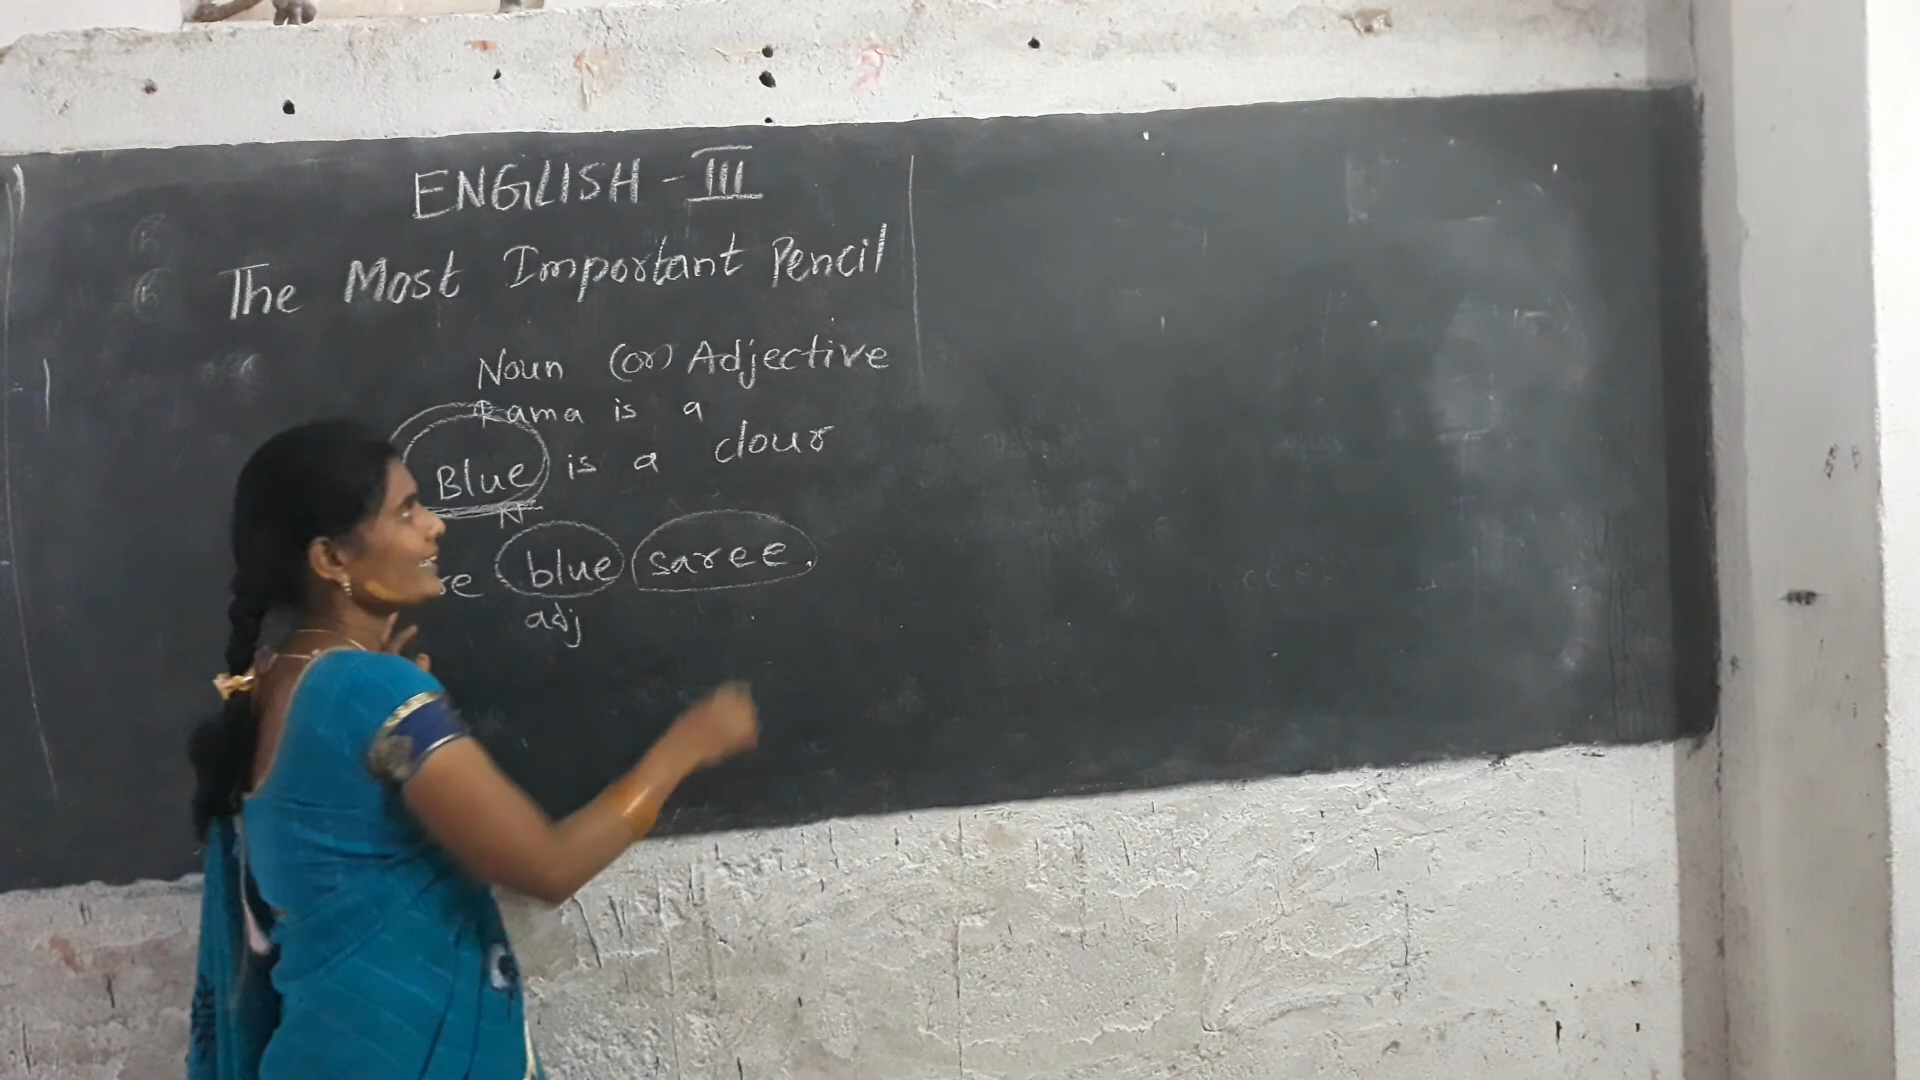 ENGLISH - III
The Most Important Pencil
Noun (or) Adjective
Rama is a
Blue is a clour
N
blue saree.
adj